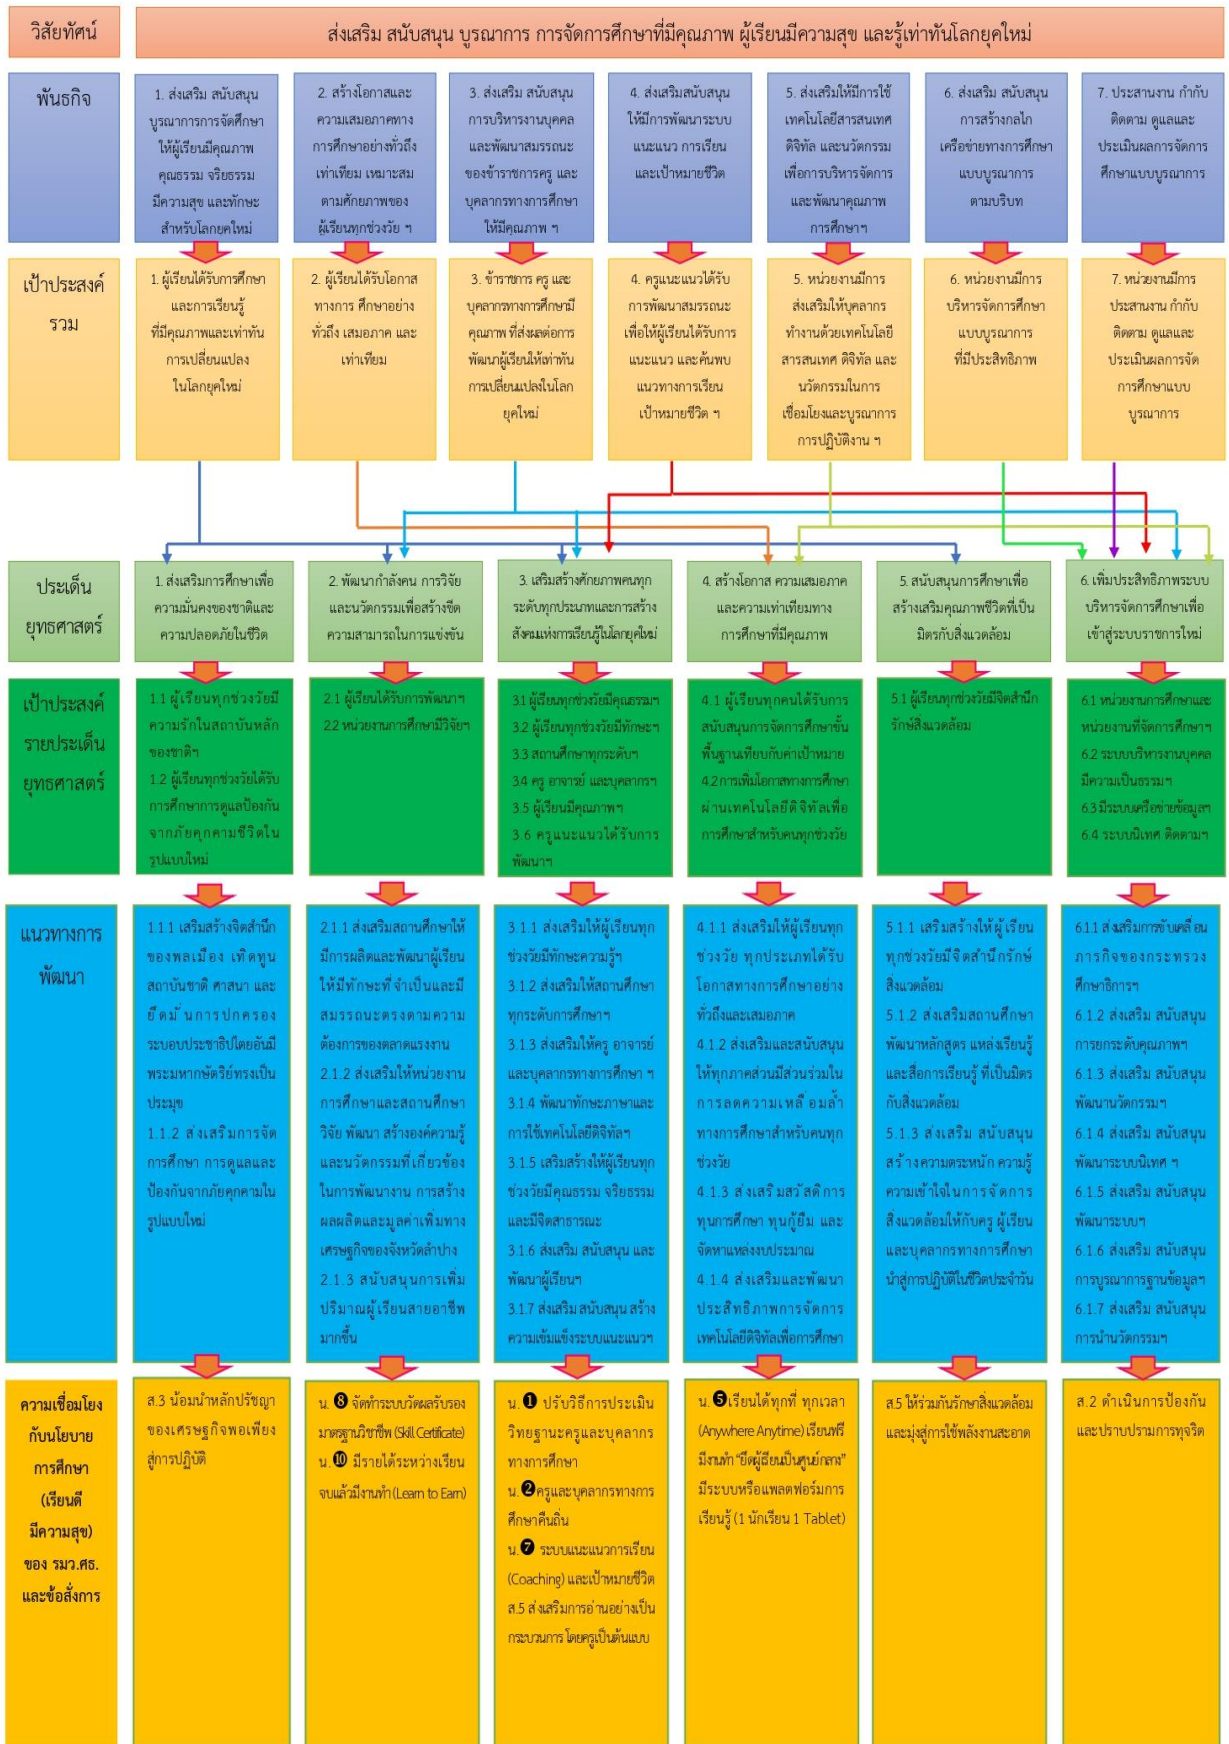 วิสัยทัศน์
ส่งเสริม สนับสนุน บูรณาการ การจัดการศึกษาที่มีคุณภาพ ผู้เรียนมีความสุข และรู้เท่าทันโลกยุคใหม่
พันธกิจ
1. ส่งเสริม สนับสนุน
บูรณาการการจัดศึกษา
ให้ผู้เรียนมีคุณภาพ
คุณธรรม จริยธรรม
มีความสุข และทักษะ
สำหรับโลกยุคใหม่
2. สร้างโอกาสและ
ความเสมอภาคทาง
การศึกษาอย่างทั่วถึง
เท่าเทียม เหมาะสม
ตามศักยภาพของ
ผู้เรียนทุกช่วงวัย ฯ
3. ส่งเสริม สนับสนุน
การบริหารงานบุคคล
และพัฒนาสมรรถนะ
ของข้าราชการครู และ
บุคลากรทางการศึกษา
ให้มีคุณภาพ ฯ
4. ส่งเสริมสนับสนุน
ให้มีการพัฒนาระบบ
แนะแนว การเรียน
และเป้าหมายชีวิต
5. ส่งเสริมให้มีการใช้
เทคโนโลยีสารสนเทศ
ดิจิทัล และนวัตกรรม
เพื่อการบริหารจัดการ
และพัฒนาคุณภาพ
การศึกษาฯ
6. ส่งเสริม สนับสนุน
การสร้างกลไก
เครือข่ายทางการศึกษา
แบบบูรณาการ
ตามบริบท
7. ประสานงาน กำกับ
ติดตาม ดูแลและ
ประเมินผลการจัดการ
ศึกษาแบบบูรณาการ
เป้าประสงค์
รวม
1. ผู้เรียนได้รับการศึกษา
และการเรียนรู้
ที่มีคุณภาพและเท่าทัน
การเปลี่ยนแปลง
ในโลกยุคใหม่
2. ผู้เรียนได้รับโอกาส
ทางการ ศึกษาอย่าง
ทั่วถึง เสมอภาค และ
เท่าเทียม
3. ข้าราชการ ครู และ
บุคลากรทางการศึกษามี
คุณภาพ ที่ส่งผลต่อการ
พัฒนาผู้เรียนให้เท่าทัน
การเปลี่ยนแปลงในโลก
ยุคใหม่
4. ครูแนะแนวได้รับ
การพัฒนาสมรรถนะ
เพื่อให้ผู้เรียนได้รับการ
แนะแนว และค้นพบ
แนวทางการเรียน
เป้าหมายชีวิต ฯ
5. หน่วยงานมีการ
ส่งเสริมให้บุคลากร
ทำงานด้วยเทคโนโลยี
สารสนเทศ ดิจิทัล และ
นวัตกรรมในการ
เชื่อมโยงและบูรณาการ
การปฏิบัติงาน ฯ
6. หน่วยงานมีการ
บริหารจัดการศึกษา
แบบบูรณาการ
ที่มีประสิทธิภาพ
7. หน่วยงานมีการ
ประสานงาน กำกับ
ติดตาม ดูแลและ
ประเมินผลการจัด
การศึกษาแบบ
บูรณาการ
ประเด็น
ยุทธศาสตร์
1. ส่งเสริมการศึกษาเพื่อ
ความมั่นคงของชาติและ
ความปลอดภัยในชีวิต
2. พัฒนากำลังคน การวิจัย
และนวัตกรรมเพื่อสร้างขีด
ความสามารถในการแข่งขัน
3. เสริมสร้างศักยภาพคนทุก
ระดับทุกประเภทและการสร้าง
สังคมแห่งการเรียนรู้ในโลกยุคใหม่
4. สร้างโอกาส ความเสมอภาค
และความเท่าเทียมทาง
การศึกษาที่มีคุณภาพ
5. สนับสนุนการศึกษาเพื่อ
สร้างเสริมคุณภาพชีวิตที่เป็น
มิตรกับสิ่งแวดล้อม
6. เพิ่มประสิทธิภาพระบบ
บริหารจัดการศึกษาเพื่อ
เข้าสู่ระบบราชการใหม่
เป้าประสงค์
รายประเด็น
ยุทธศาสตร์
1.1 ผู้เรียนทุกช่วงวัยมี
ความรักในสถาบันหลัก
ของชาติฯ
1.2 ผู้เรียนทุกช่วงวัยได้รับ
การศึกษาการดูแลป้องกัน
จากภัยคุกคามชีวิตใน
รูปแบบใหม่
2.1 ผู้เรียนได้รับการพัฒนาฯ
2.2 หน่วยงานการศึกษามีวิจัยฯ
3.1 ผู้เรียนทุกช่วงวัยมีคุณธรรมฯ
3.2 ผู้เรียนทุกช่วงวัยมีทักษะฯ
3.3 สถานศึกษาทุกระดับฯ
3.4 ครู อาจารย์ และบุคลากรฯ
3.5 ผู้เรียนมีคุณภาพฯ
3.6 ครูแนะแนวได้รับการ
พัฒนาฯ
4.1 ผู้เรียนทุกคนได้รับการ
สนับสนุนการจัดการศึกษาขั้น
พื้นฐานเทียบกับค่าเป้าหมาย
4.2 การเพิ่มโอกาสทางการศึกษา
ผ่านเทคโนโลยีดิจิทัลเพื่อ
การศึกษาสำหรับคนทุกช่วงวัย
5.1 ผู้เรียนทุกช่วงวัยมีจิตสำนึก
รักษ์สิ่งแวดล้อม
6.1 หน่วยงานการศึกษาและ
หน่วยงานที่จัดการศึกษาฯ
6.2 ระบบบริหารงานบุคคล
มีความเป็นธรรมฯ
6.3 มีระบบเครือข่ายข้อมูลฯ
6.4 ระบบนิเทศ ติดตามฯ
แนวทางการ
พัฒนา
1.1.1 เสริมสร้างจิตสำนึก
ของพลเมือง เทิดทูน
สถาบันชาติ ศาสนา และ
ยึดมั่นการปกครอง
ระบอบประชาธิปไตยอันมี
พระมหากษัตริย์ทรงเป็น
ประมุข
1.1.2 ส่งเสริมการจัด
การศึกษา การดูแลและ
ป้องกันจากภัยคุกคามใน
รูปแบบใหม่
2.1.1 ส่งเสริมสถานศึกษาให้
มีการผลิตและพัฒนาผู้เรียน
ให้มีทักษะที่จำเป็นและมี
สมรรถนะตรงตามความ
ต้องการของตลาดแรงงาน
2.1.2 ส่งเสริมให้หน่วยงาน
การศึกษาและสถานศึกษา
วิจัย พัฒนา สร้างองค์ความรู้
และนวัตกรรมที่เกี่ยวข้อง
ในการพัฒนางาน การสร้าง
ผลผลิตและมูลค่าเพิ่มทาง
เศรษฐกิจของจังหวัดลำปาง
2.1.3 สนับสนุนการเพิ่ม
ปริมาณผู้เรียนสายอาชีพ
มากขึ้น
3.1.1 ส่งเสริมให้ผู้เรียนทุก
ช่วงวัยมีทักษะความรู้ฯ
3.1.2 ส่งเสริมให้สถานศึกษา
ทุกระดับการศึกษาฯ
3.1.3 ส่งเสริมให้ครู อาจารย์
และบุคลากรทางการศึกษา ฯ
3.1.4 พัฒนาทักษะภาษาและ
การใช้เทคโนโลยีดิจิทัลฯ
3.1.5 เสริมสร้างให้ผู้เรียนทุก
ช่วงวัยมีคุณธรรม จริยธรรม
และมีจิตสาธารณะ
3.1.6 ส่งเสริม สนับสนุน และ
พัฒนาผู้เรียนฯ
3.1.7 ส่งเสริม สนับสนุน สร้าง
ความเข้มแข็งระบบแนะแนวฯ
4.1.1 ส่งเสริมให้ผู้เรียนทุก
ช่วงวัย ทุกประเภทได้รับ
โอกาสทางการศึกษาอย่าง
ทั่วถึงและเสมอภาค
4.1.2 ส่งเสริมและสนับสนุน
ให้ทุกภาคส่วนมีส่วนร่วมใน
การลดความเหลื่อมล้ำ
ทางการศึกษาสำหรับคนทุก
ช่วงวัย
4.1.3 ส่งเสริมสวัสดิการ
ทุนการศึกษา ทุนกู้ยืม และ
จัดหาแหล่งงบประมาณ
4.1.4 ส่งเสริมและพัฒนา
ประสิทธิภาพการจัดการ
เทคโนโลยีดิจิทัลเพื่อการศึกษา
5.1.1 เสริมสร้างให้ผู้เรียน
ทุกช่วงวัยมีจิตสำนึกรักษ์
สิ่งแวดล้อม
5.1.2 ส่งเสริมสถานศึกษา
พัฒนาหลักสูตร แหล่งเรียนรู้
และสื่อการเรียนรู้ ที่เป็นมิตร
กับสิ่งแวดล้อม
5.1.3 ส่งเสริม สนับสนุน
สร้างความตระหนัก ความรู้
ความเข้าใจในการจัดการ
สิ่งแวดล้อมให้กับครู ผู้เรียน
และบุคลากรทางการศึกษา
นำสู่การปฏิบัติในชีวิตประจำวัน
6.1.1 ส่งเสริมการขับเคลื่อน
ภารกิจของกระทรวง
ศึกษาธิการฯ
6.1.2 ส่งเสริม สนับสนุน
การยกระดับคุณภาพฯ
6.1.3 ส่งเสริม สนับสนุน
พัฒนานวัตกรรมฯ
6.1.4 ส่งเสริม สนับสนุน
พัฒนาระบบนิเทศ ฯ
6.1.5 ส่งเสริม สนับสนุน
พัฒนาระบบฯ
6.1.6 ส่งเสริม สนับสนุน
การบูรณาการฐานข้อมูลฯ
6.1.7 ส่งเสริม สนับสนุน
การนำนวัตกรรมฯ
ความเชื่อมโยง
กับนโยบาย
การศึกษา
(เรียนดี
มีความสุข)
ของ รมว.ศธ.
และข้อสั่งการ
ส.3 น้อมนำหลักปรัชญา
ของเศรษฐกิจพอเพียง
สู่การปฏิบัติ
น. ❽ จัดทำระบบวัดผลรับรอง
มาตรฐานวิชาชีพ (Skill Certificate)
น. ❿ มีรายได้ระหว่างเรียน
จบแล้วมีงานทำ (Learn to Earn)
น. ❶ ปรับวิธีการประเมิน
วิทยฐานะครูและบุคลากร
ทางการศึกษา
น. ❷ครูและบุคลากรทางการ
ศึกษาคืนถิ่น
น. ❼ ระบบแนะแนวการเรียน
(Coaching) และเป้าหมายชีวิต
ส.5 ส่งเสริมการอ่านอย่างเป็น
กระบวนการ โดยครูเป็นต้นแบบ
น. ❺เรียนได้ทุกที่ ทุกเวลา
(Anywhere Anytime) เรียนฟรี
มีงานทำ "ยึดผู้เรียนเป็นศูนย์กลาง"
มีระบบหรือแพลตฟอร์มการ
เรียนรู้ (1 นักเรียน 1 Tablet)
ส.5 ให้ร่วมกันรักษาสิ่งแวดล้อม
และมุ่งสู่การใช้พลังงานสะอาด
ส.2 ดำเนินการป้องกัน
และปราบปรามการทุจริต